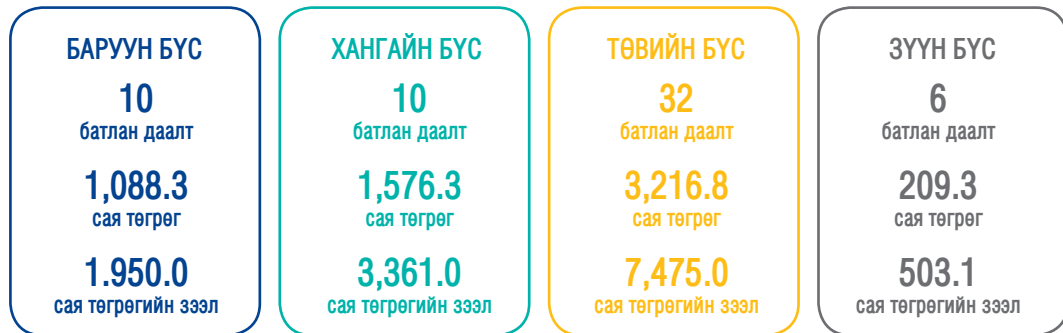 БАРУУН БҮС
10
батлан даалт
1,088.3
сая төгрөг
1.950.0
сая төгрөгийн зээл
ХАНГАЙН БҮС
10
батлан даалт
1,576.3
сая төгрөг
3,361.0
сая төгрөгийн зээл
ТӨВИЙН БҮС
32
батлан даалт
3,216.8
сая төгрөг
7,475.0
сая төгрөгийн зээл
ЗҮҮН БҮС
6
батлан даалт
209.3
сая төгрөг
503.1
сая төгрөгийн зээл